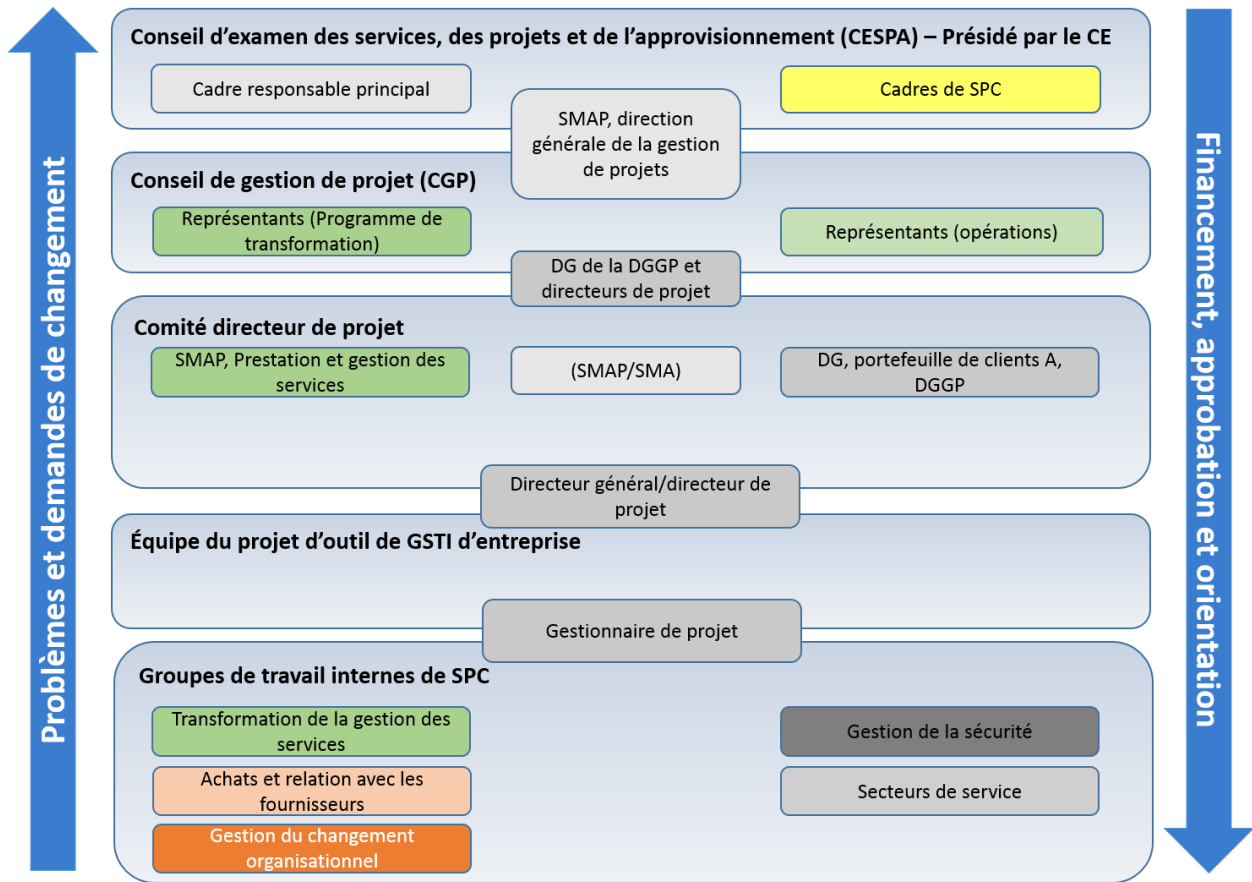 Problèmes et demandes de changement
Conseil d’examen des services, des projets et de l’approvisionnement (CESPA) – Présidé par le CE
Cadre responsable principal
Cadres de SPC
SMAP, direction
générale de la gestion
de projets
Conseil de gestion de projet (CGP)
Représentants (Programme de
transformation)
Représentants (opérations)
DG de la DGGP et
directeurs de projet
Comité directeur de projet
SMAP, Prestation et gestion des
services
(SMAP/SMA)
DG, portefeuille de clients A,
DGGP
Directeur général/directeur de
projet
Équipe du projet d’outil de GSTI d’entreprise
Gestionnaire de projet
Groupes de travail internes de SPC
Transformation de la gestion des
services
Gestion de la sécurité
Achats et relation avec les
fournisseurs
Secteurs de service
Gestion du changement
organisationnel
Financement, approbation et orientation